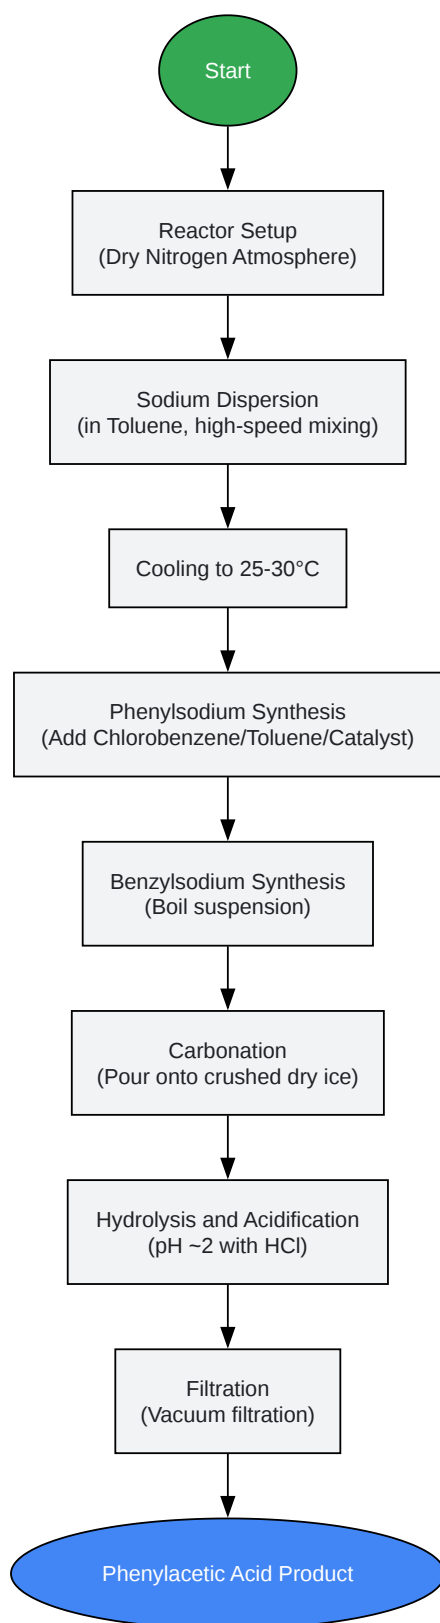 Start
Reactor Setup
(Dry Nitrogen Atmosphere)
Sodium Dispersion
(in Toluene, high-speed mixing)
Cooling to 25-30°C
Phenylsodium Synthesis
(Add Chlorobenzene/Toluene/Catalyst)
Benzylsodium Synthesis
(Boil suspension)
Carbonation
(Pour onto crushed dry ice)
Hydrolysis and Acidification
(pH ~2 with HCl)
Filtration
(Vacuum filtration)
Phenylacetic Acid Product